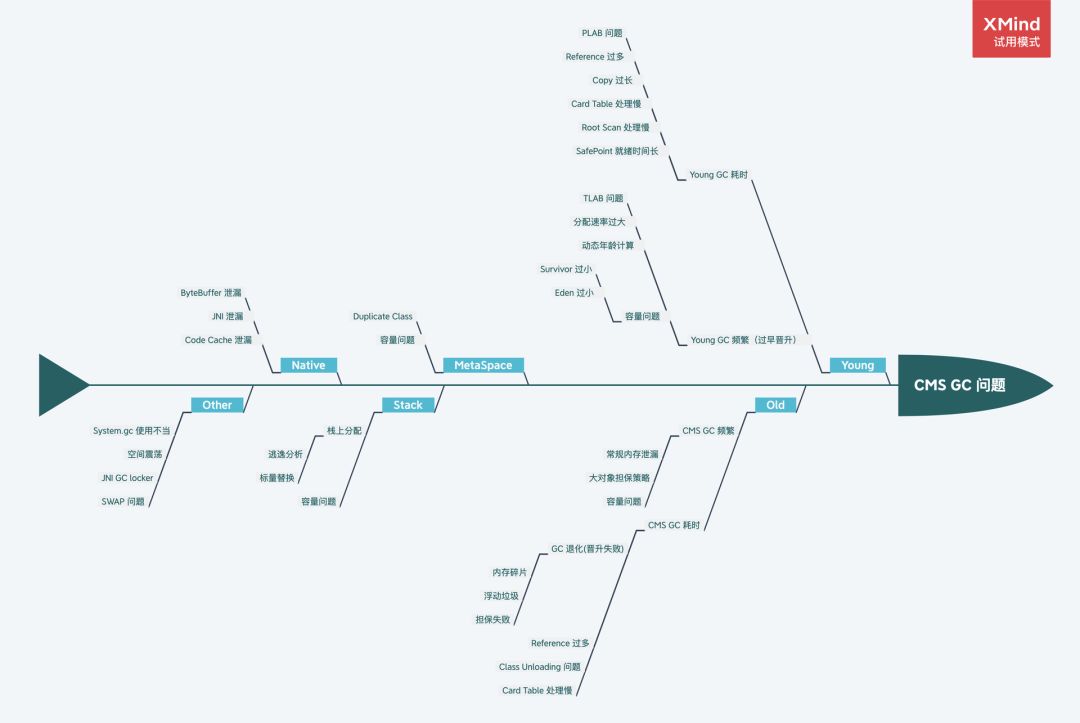 XMind
试用模式
PLAB 问题
Reference 过多
Copy 过长
Card Table 处理慢
Root Scan 处理慢
SafePoint 就绪时间长
Young GC 耗时
TLAB 问题
分配速率过大
动态年龄计算
Survivor 过小
Eden 过小
容量问题
Young GC 频繁（过早晋升）
ByteBuffer 泄漏
JNI 泄漏
Code Cache 泄漏
Native
Duplicate Class
容量问题
MetaSpace
Young
CMS GC 问题
Other
System.gc 使用不当
空间震荡
JNI GC locker
SWAP 问题
Stack
栈上分配
逃逸分析
标量替换
容量问题
Old
CMS GC 频繁
常规内存泄漏
大对象担保策略
容量问题
CMS GC 耗时
GC 退化(晋升失败)
内存碎片
浮动垃圾
担保失败
Reference 过多
Class Unloading 问题
Card Table 处理慢